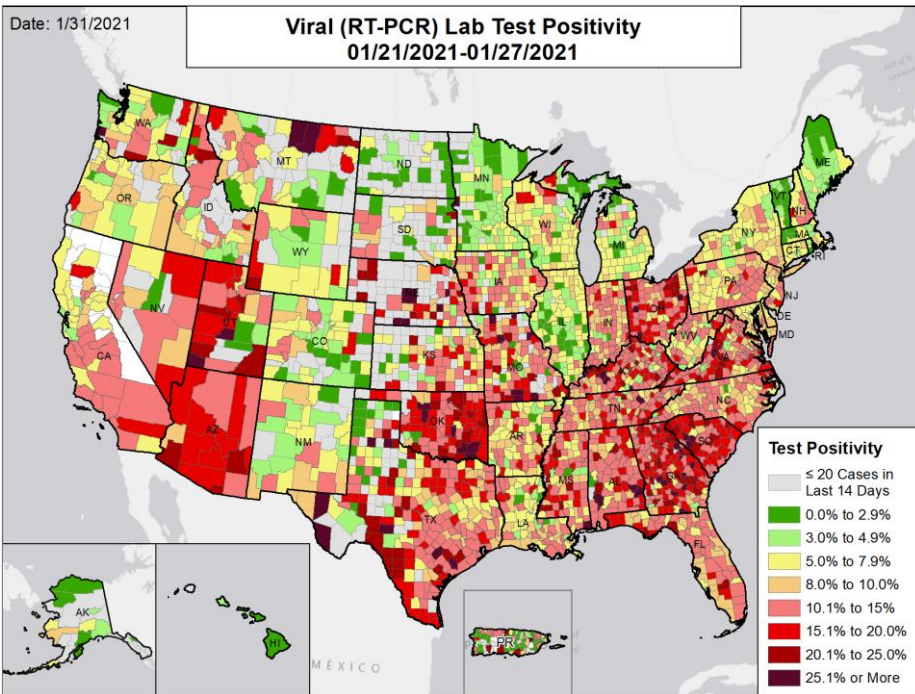 Date: 1/31/2021
Viral (RT-PCR) Lab Test Positivity
01/21/2021-01/27/2021
WA
MT
ND
MN
ME
OR
ID
SD
WI
MI
VT
NH
NY
MA
CT
RI
WY
IA
PA
NJ
NE
NV
UT
CO
IL
IN
OH
DE
MD
WV
VA
CA
KS
MO
KY
NC
TN
AZ
NM
OK
AR
SC
MS
AL
GA
TX
LA
FL
AK
HI
PR
MÉXICO
Test Positivity
≤ 20 Cases in
Last 14 Days
0.0% to 2.9%
3.0% to 4.9%
5.0% to 7.9%
8.0% to 10.0%
10.1% to 15%
15.1% to 20.0%
20.1% to 25.0%
25.1% or More